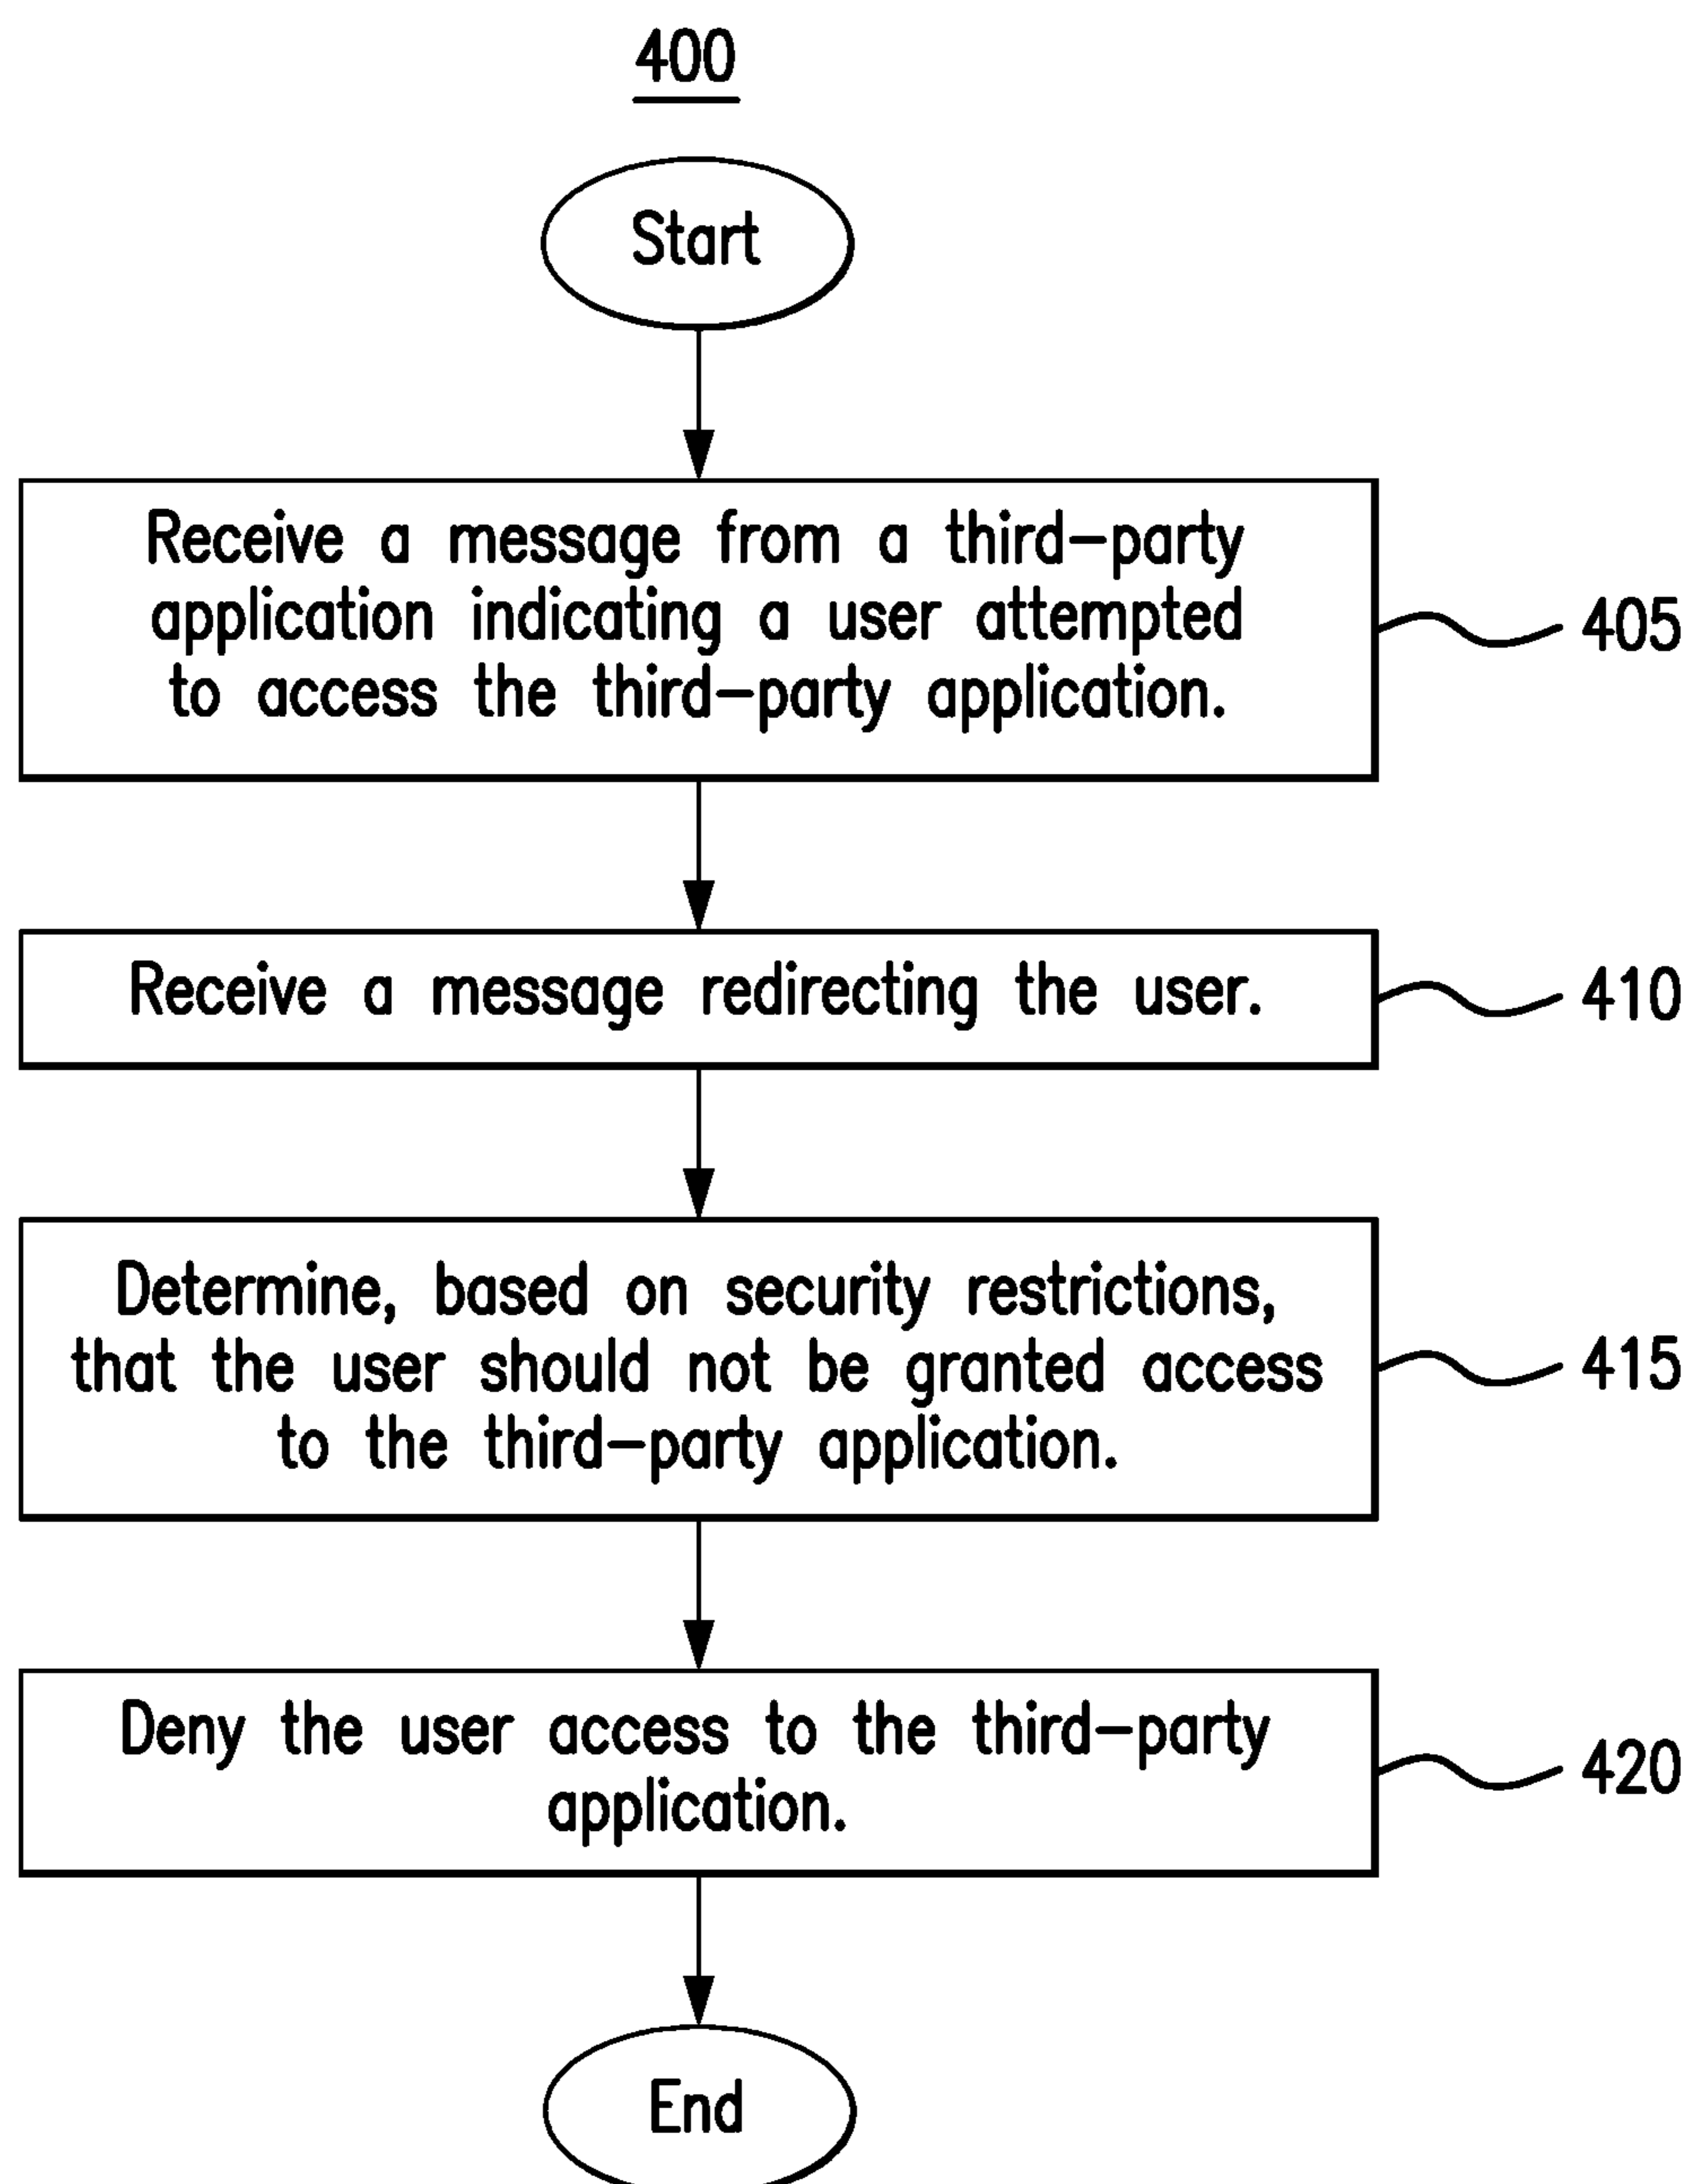 400
Start
Receive a message from a third-party
application indicating a user attempted
to access the third-party application.
405
Receive a message redirecting the user.
410
Determine, based on security restrictions,
that the user should not be granted access
to the third-party application.
415
Deny the user access to the third-party
application.
420
End